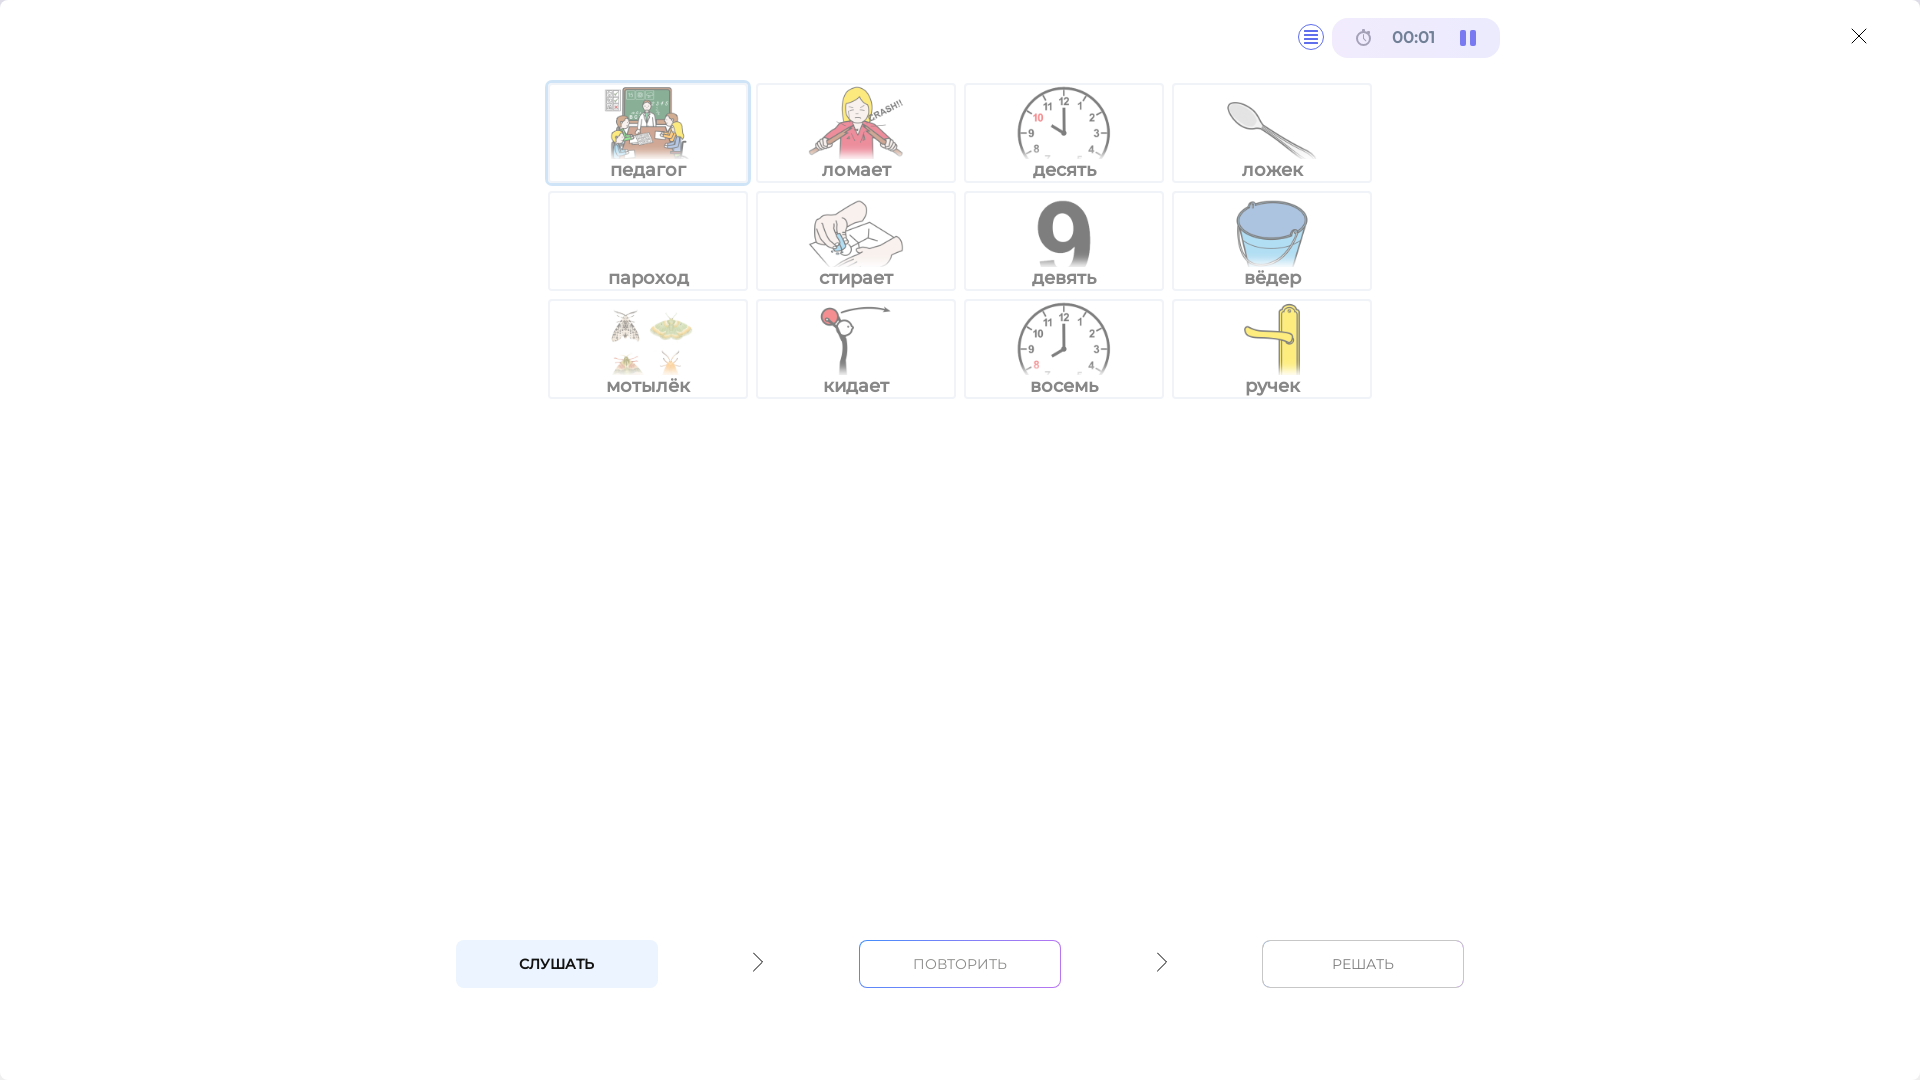 00:01
педагог
ломает
десять
ложек
пароход
стирает
девять
вёдер
мотылёк
кидает
восемь
ручек
СЛУШАТЬ
ПОВТОРИТЬ
РЕШАТЬ